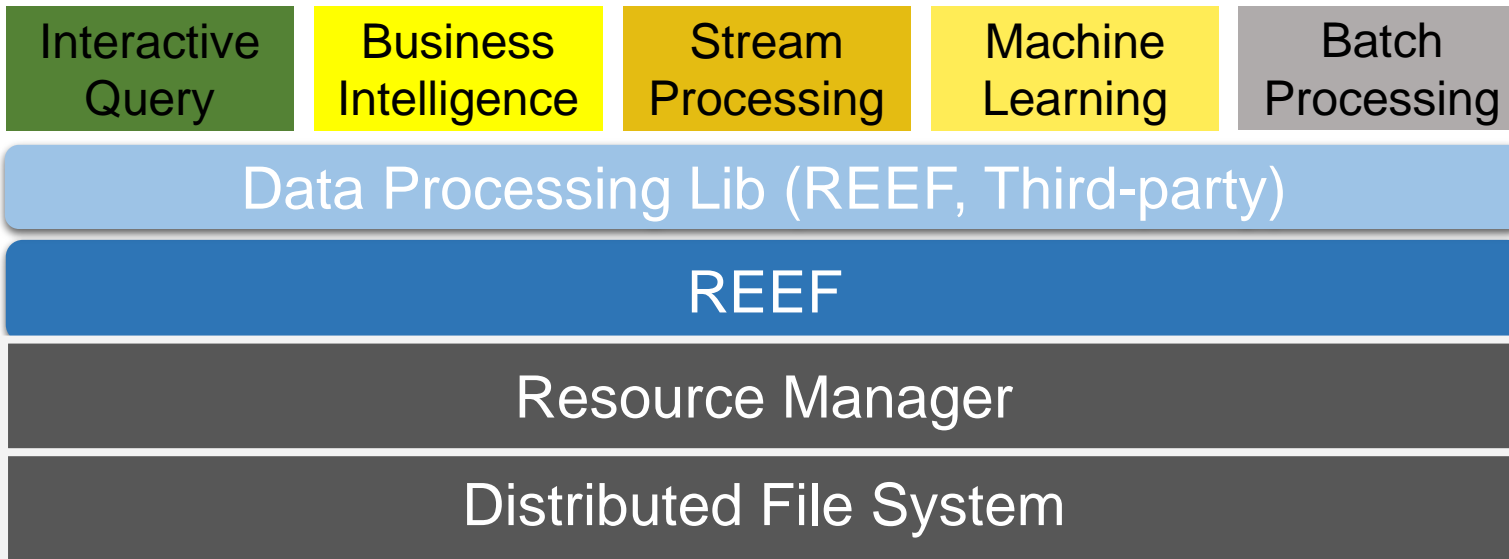 Interactive
Query
Business
Intelligence
Stream
Processing
Machine
Learning
Batch
Processing
Data Processing Lib (REEF, Third-party)
REEF
Resource Manager
Distributed File System